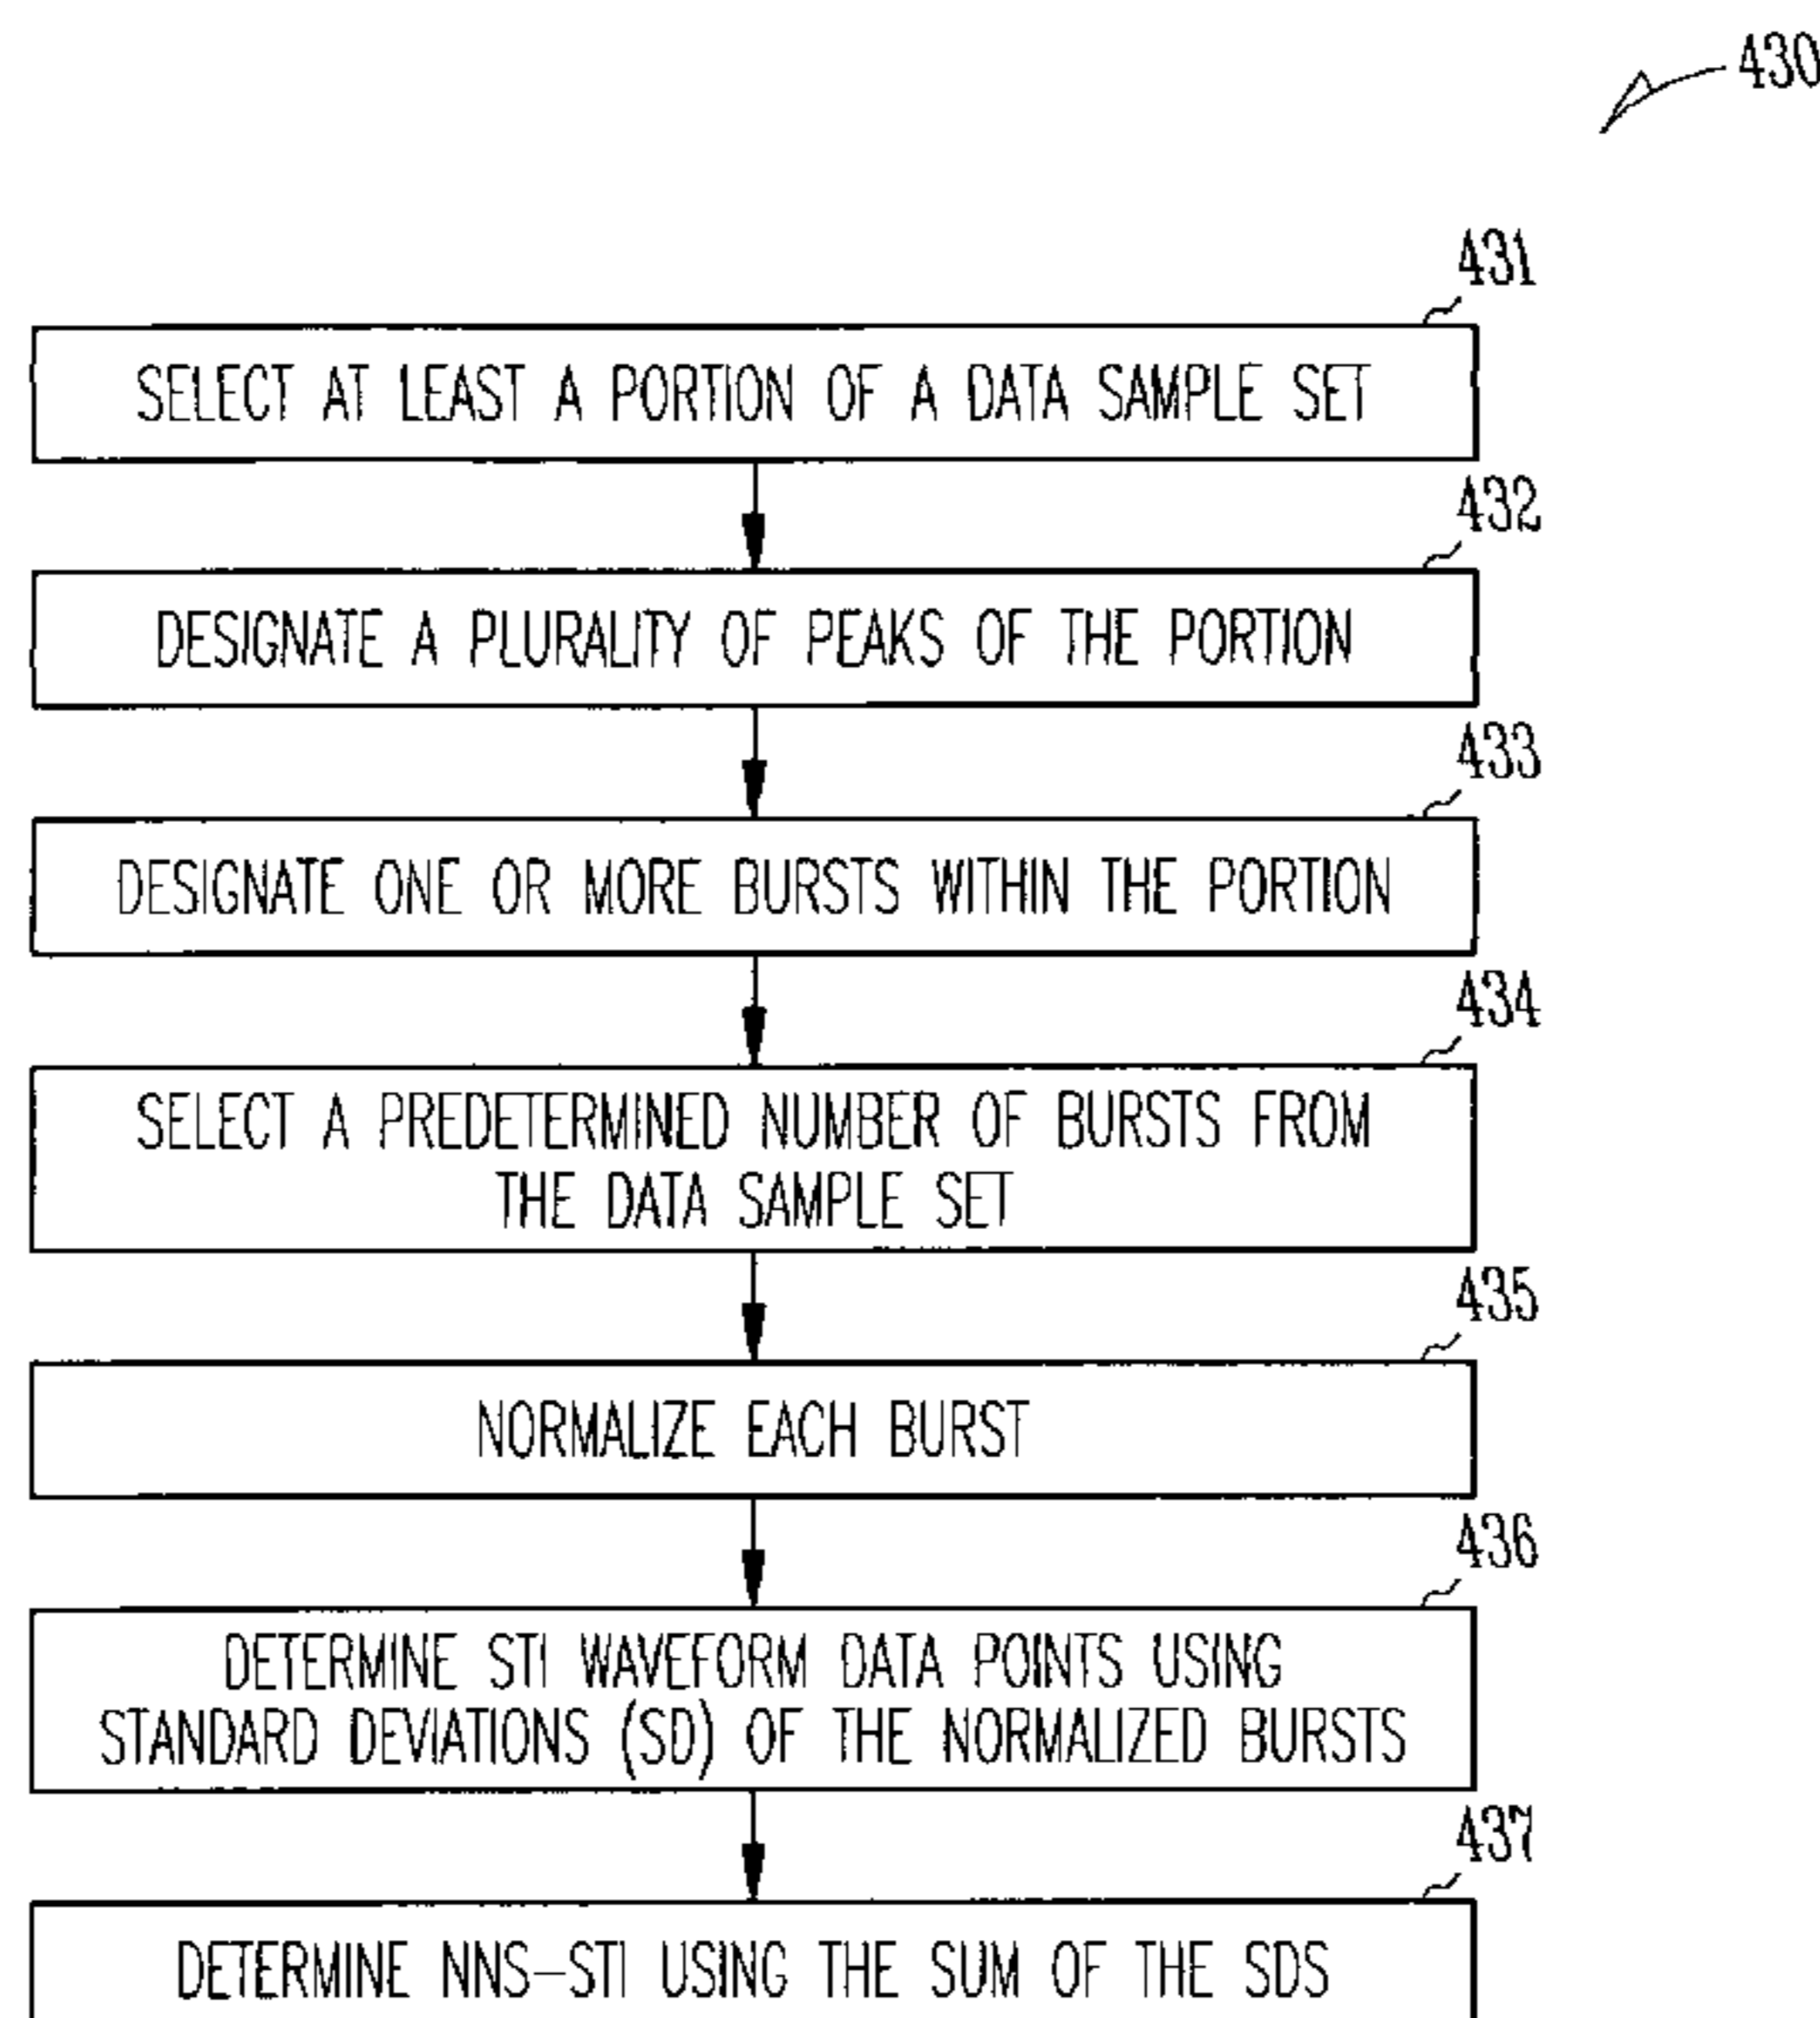 430
431
SELECT AT LEAST A PORTION OF A DATA SAMPLE SET
432
DESIGNATE A PLURALITY OF PEAKS OF THE PORTION
433
DESIGNATE ONE OR MORE BURSTS WITHIN THE PORTION
434
SELECT A PREDETERMINED NUMBER OF BURSTS FROM
THE DATA SAMPLE SET
435
NORMALIZE EACH BURST
436
DETERMINE STI WAVEFORM DATA POINTS USING
STANDARD DEVIATIONS (SD) OF THE NORMALIZED BURSTS
437
DETERMINE NNS-STI USING THE SUM OF THE SDS